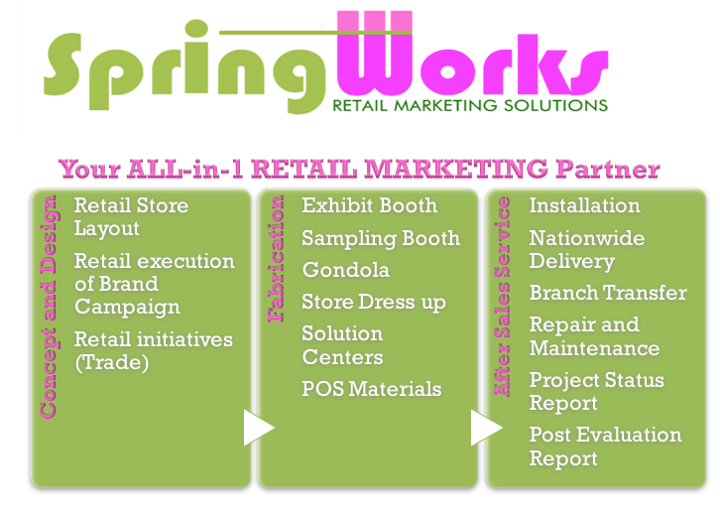 SpringWorks
RETAIL MARKETING SOLUTIONS
Your ALL-in-1 RETAIL MARKETING Partner
Concept and Design
Retail Store
Layout
Retail execution
of Brand
Campaign
Retail initiatives
(Trade)
Fabrication
Exhibit Booth
Sampling Booth
Gondola
Store Dress up
Solution
Centers
POS Materials
After Sales Service
Installation
Nationwide
Delivery
Branch Transfer
Repair and
Maintenance
Project Status
Report
Post Evaluation
Report